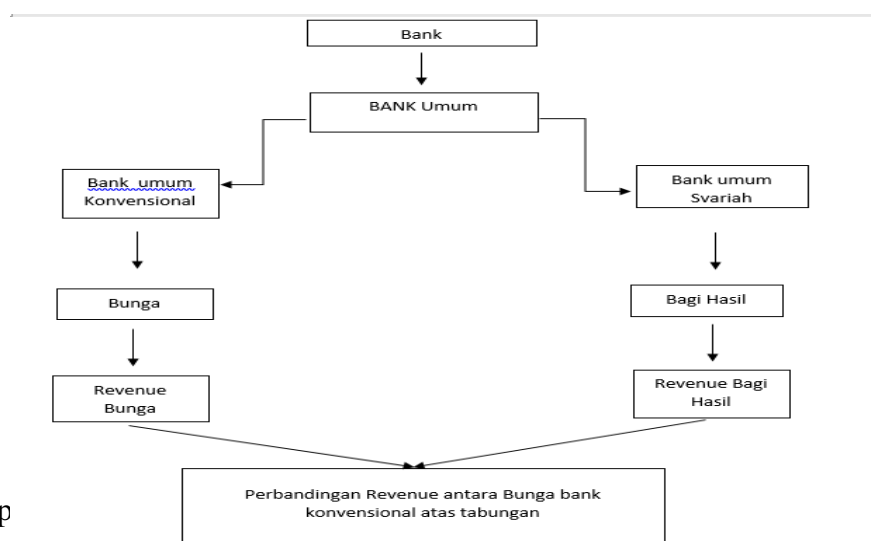 Bank
BANK Umum
Bank umum
Konvensional
Bank umum
Svariah
Bunga
Bagi Hasil
Revenue
Bunga
Revenue Bagi
Hasil
Perbandingan Revenue antara Bunga bank
konvensional atas tabungan
p